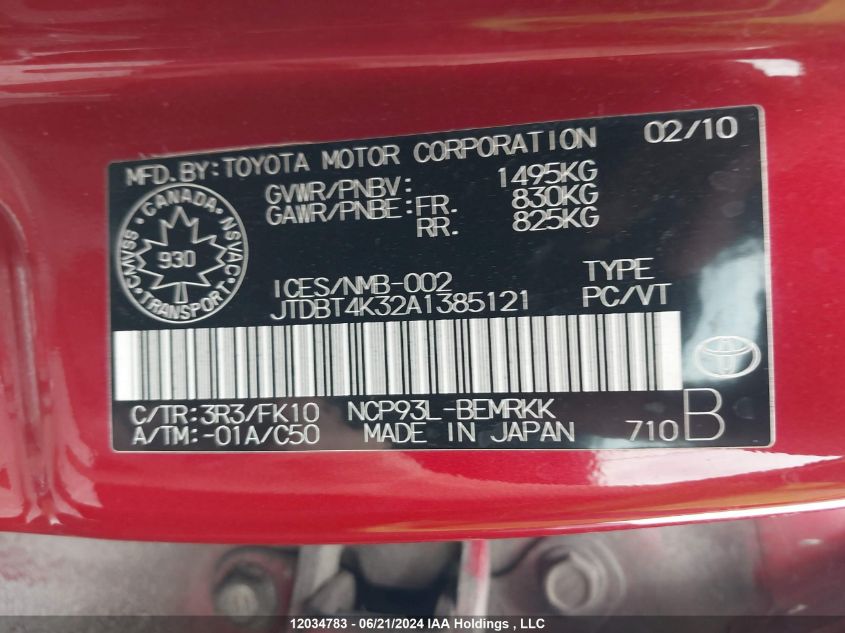 MFD. BY: TOYOTA MOTOR CORPORATION 02/10
GVWR/PNBV: 1495KG
GAWR/PNBE: FR. 830KG
RR. 825KG
CANADA
CMVSS 930 NSVAC
TRANSPORT
ICES/NMB-002 TYPE
JTDBT4K32A1385121 PC/VT
C/TR: 3R3/FK10 NCP93L-BEMRKK
A/TM: -01A/C50 MADE IN JAPAN 710 B
12034783 - 06/21/2024 IAA Holdings , LLC